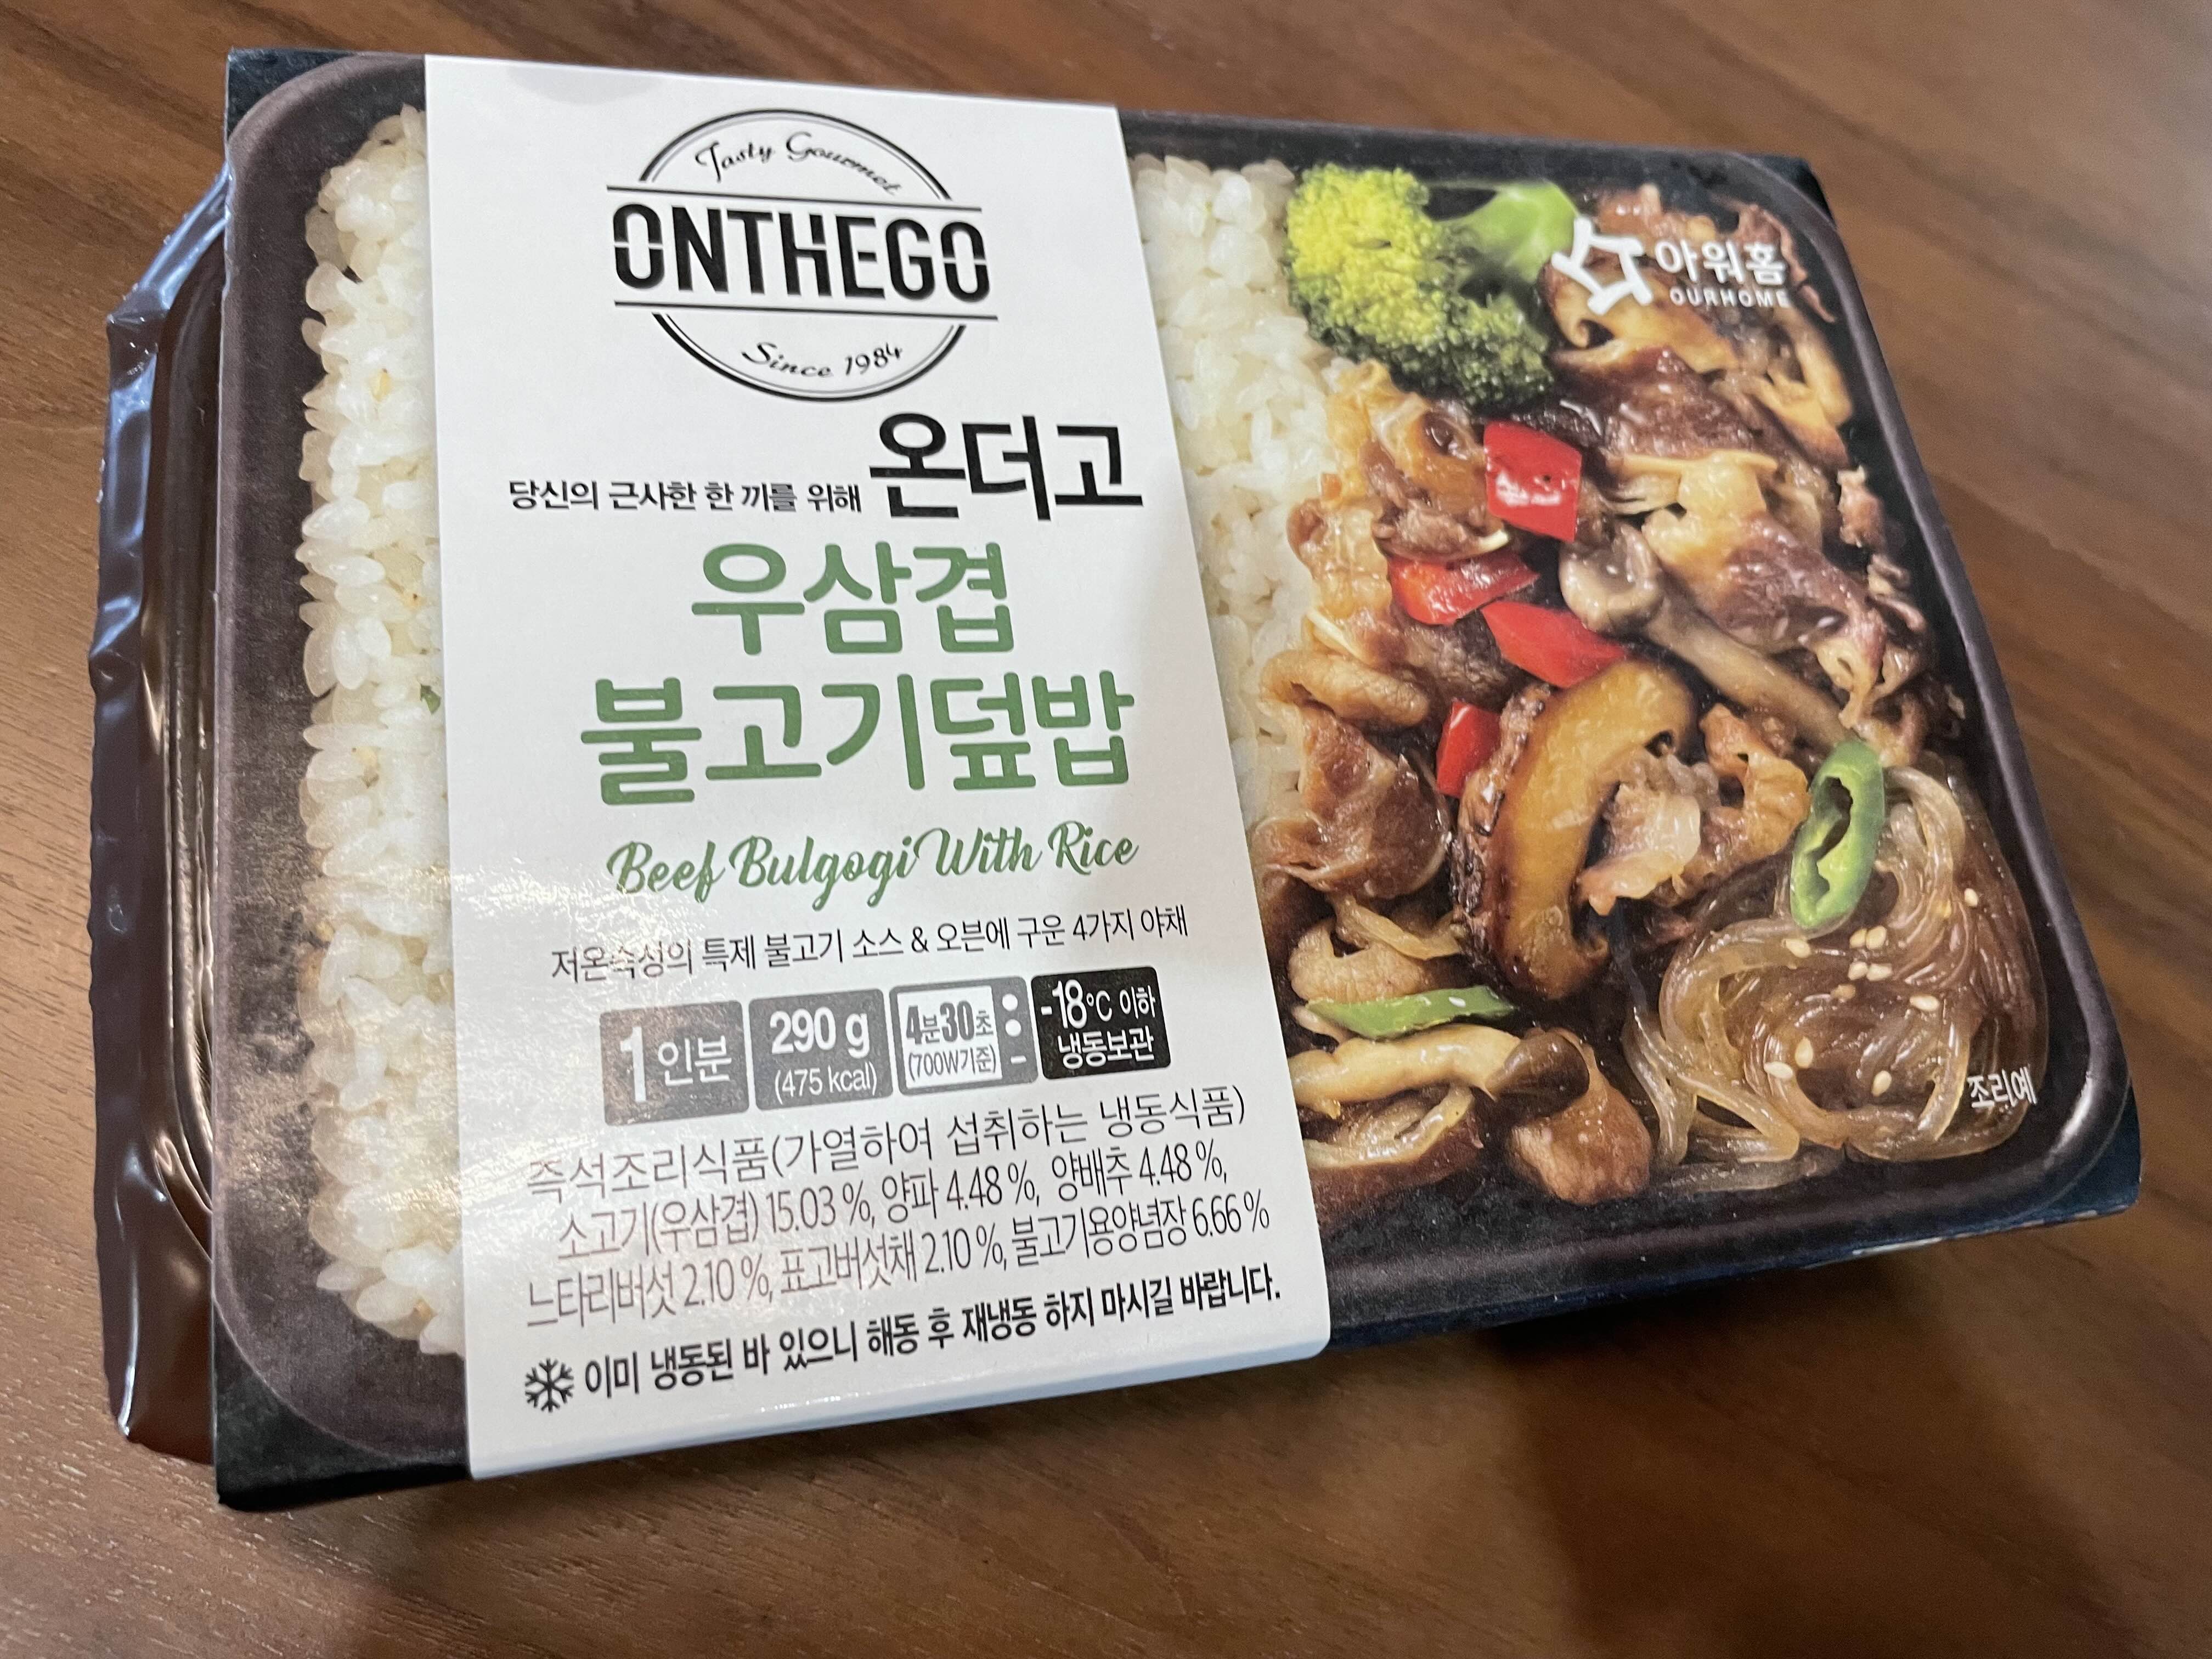 Tasty Gourmet
ONTHEGO
Since 1984
당신의 근사한 한 끼를 위해 온더고
우삼겹
불고기덮밥
Beef Bulgogi With Rice
저온숙성의 특제 불고기 소스 & 오븐에 구운 4가지 야채
1인분
290 g
(475 kcal)
4분30초
(700W기준)
-18°C 이하
냉동보관
즉석조리식품(가열하여 섭취하는 냉동식품)
소고기(우삼겹) 15.03 %, 양파 4.48 %, 양배추 4.48 %,
느타리버섯 2.10 %, 표고버섯채 2.10 %, 불고기용양념장 6.66 %
이미 냉동된 바 있으니 해동 후 재냉동 하지 마시길 바랍니다.
아워홈
OURHOME
조리예